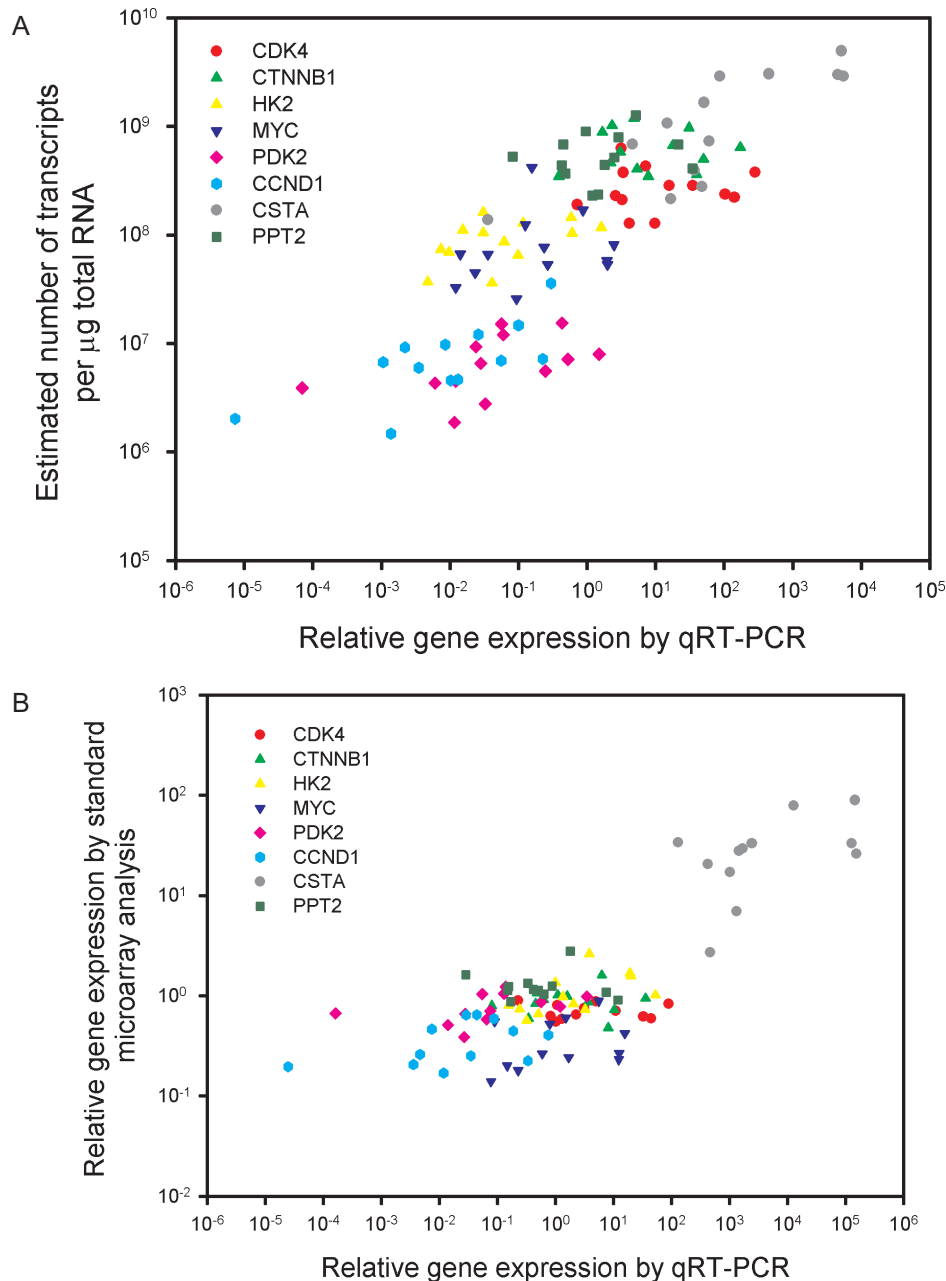 A
Estimated number of transcripts
per μg total RNA
10^10
10^9
10^8
10^7
10^6
10^5
CDK4
CTNNB1
HK2
MYC
PDK2
CCND1
CSTA
PPT2
10^-6 10^-5 10^-4 10^-3 10^-2 10^-1 10^0 10^1 10^2 10^3 10^4 10^5
Relative gene expression by qRT-PCR
B
Relative gene expression by standard
microarray analysis
10^3
10^2
10^1
10^0
10^-1
10^-2
CDK4
CTNNB1
HK2
MYC
PDK2
CCND1
CSTA
PPT2
10^-6 10^-5 10^-4 10^-3 10^-2 10^-1 10^0 10^1 10^2 10^3 10^4 10^5 10^6
Relative gene expression by qRT-PCR